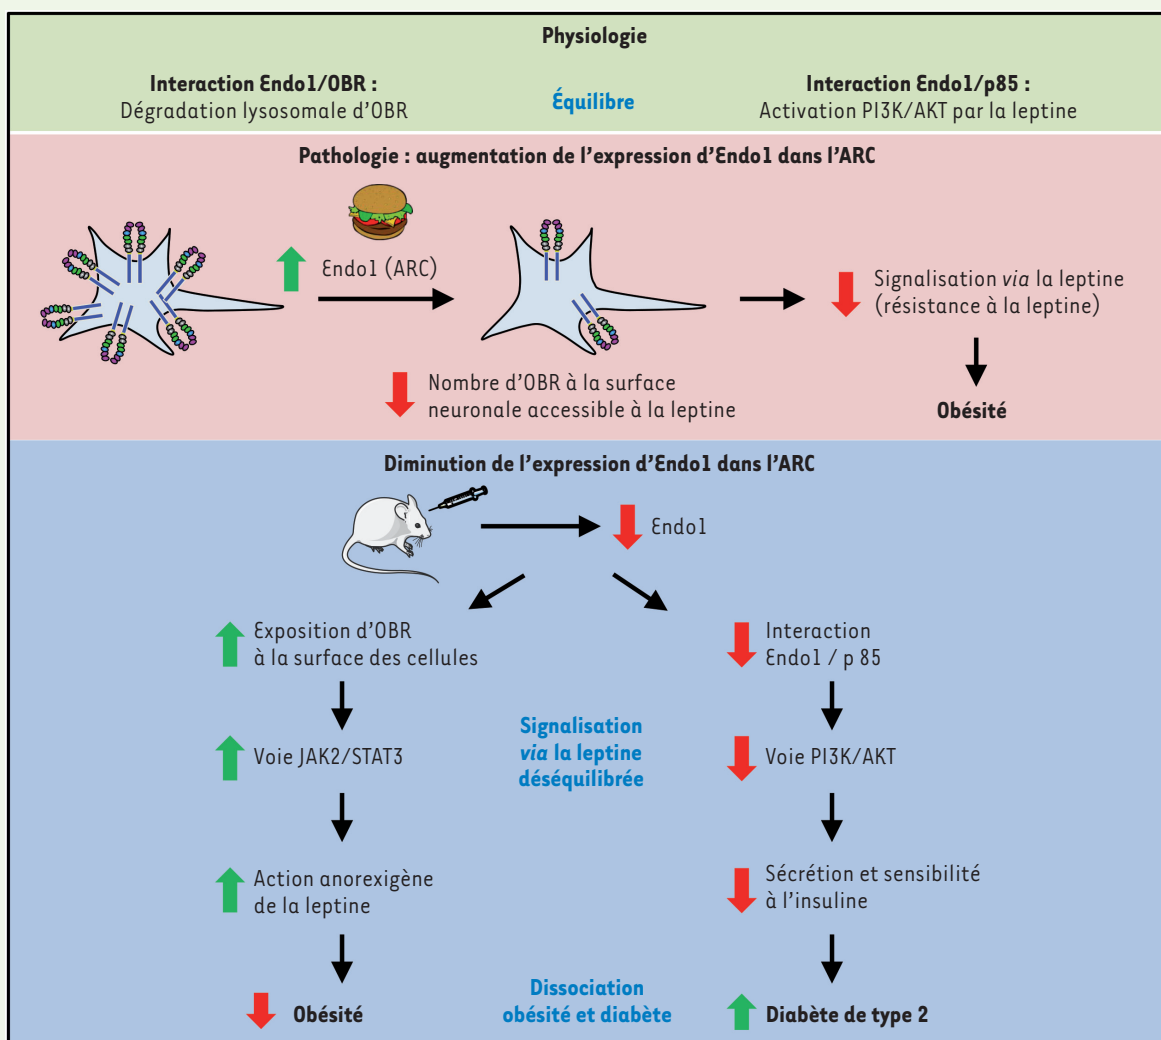 Physiologie
Interaction Endo1/OBR :
Dégradation lysosomale d'OBR
Équilibre
Interaction Endo1/p85 :
Activation PI3K/AKT par la leptine
Pathologie : augmentation de l'expression d'Endo1 dans l'ARC
Endo1 (ARC)
Signalisation via la leptine
(résistance à la leptine)
Nombre d'OBR à la surface
neuronale accessible à la leptine
Obésité
Diminution de l'expression d'Endo1 dans l'ARC
Endo1
Exposition d'OBR
à la surface des cellules
Interaction
Endo1 / p 85
Signalisation
via la leptine
déséquilibrée
Voie JAK2/STAT3
Voie PI3K/AKT
Action anorexigène
de la leptine
Sécrétion et sensibilité
à l'insuline
Obésité
Dissociation
obésité et diabète
Diabète de type 2